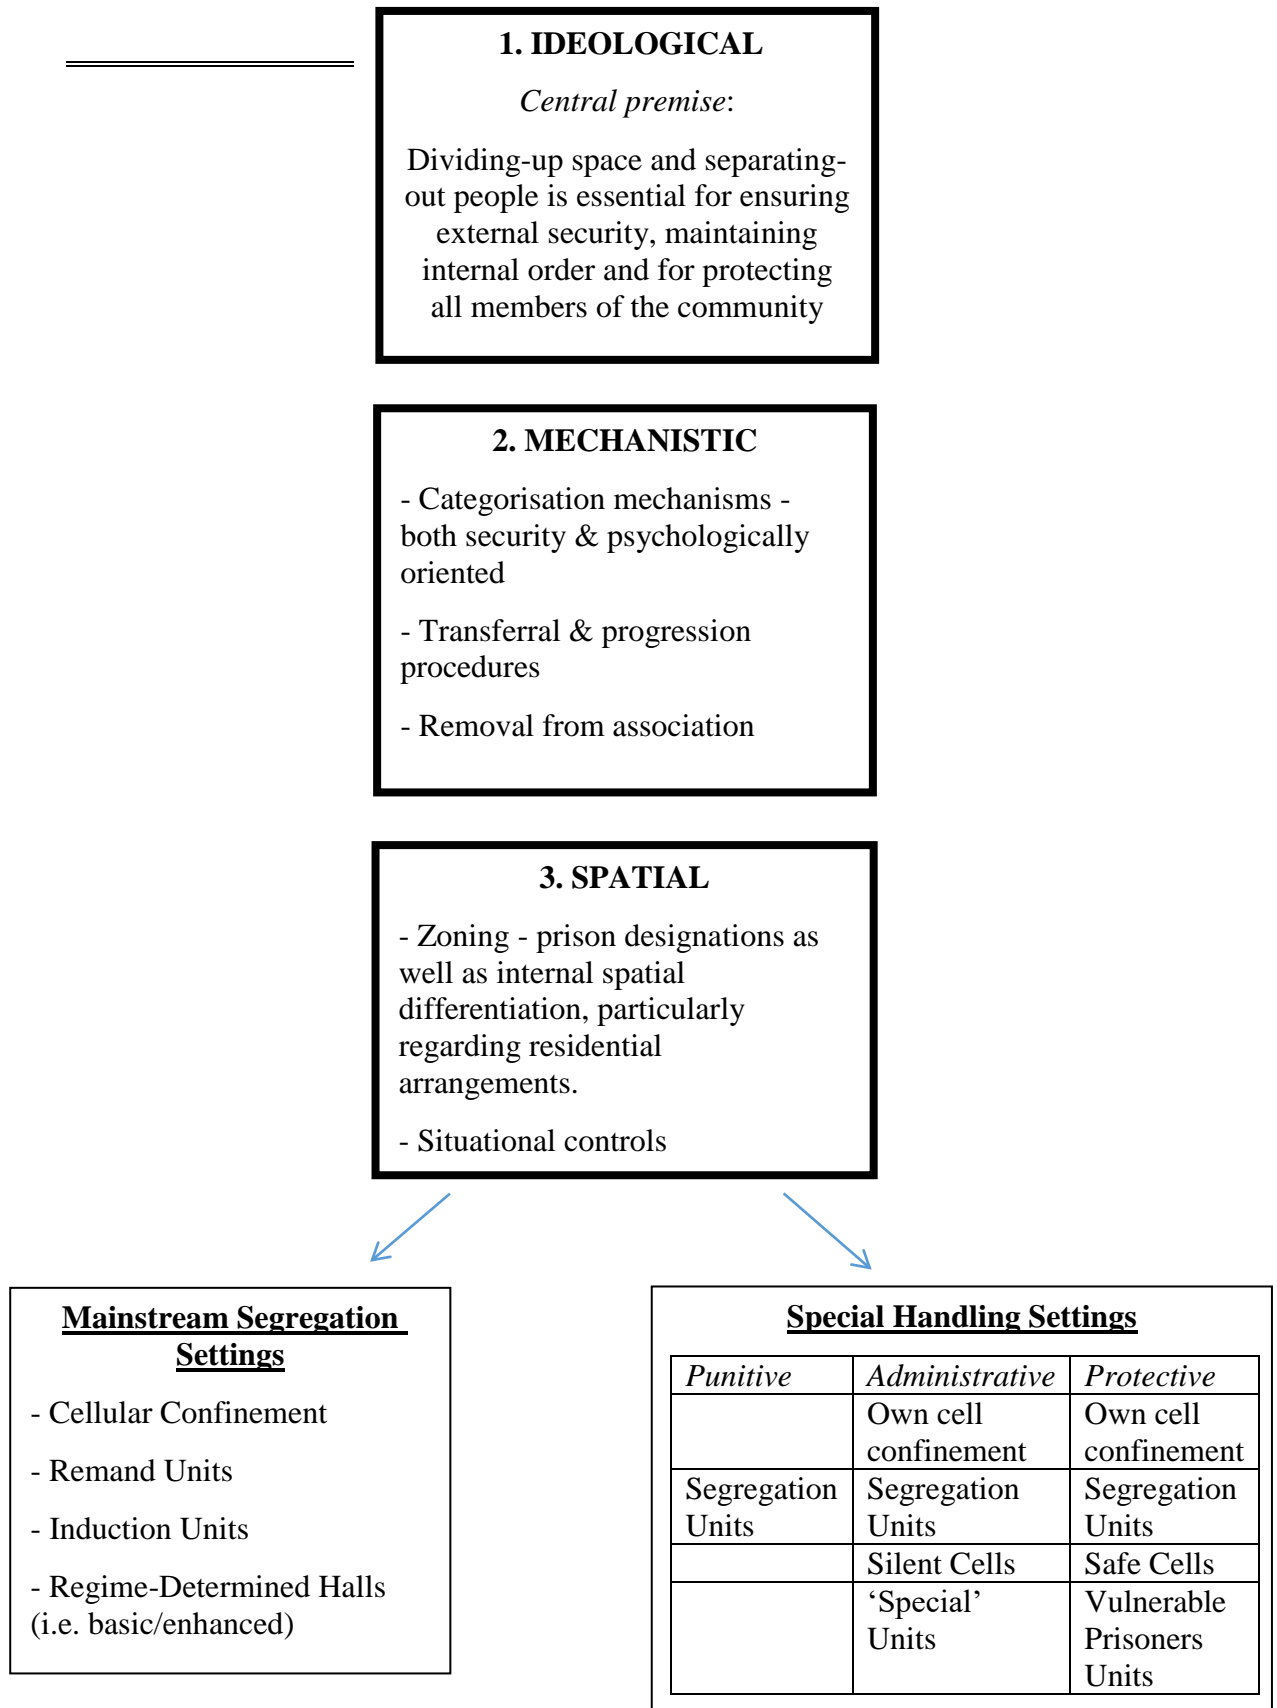 1. IDEOLOGICAL
Central premise:
Dividing-up space and separating-
out people is essential for ensuring
external security, maintaining
internal order and for protecting
all members of the community
2. MECHANISTIC
- Categorisation mechanisms -
both security & psychologically
oriented
- Transferral & progression
procedures
- Removal from association
3. SPATIAL
- Zoning - prison designations as
well as internal spatial
differentiation, particularly
regarding residential
arrangements.
- Situational controls
Mainstream Segregation
Settings
- Cellular Confinement
- Remand Units
- Induction Units
- Regime-Determined Halls
(i.e. basic/enhanced)
Special Handling Settings
Punitive Administrative Protective
Own cell Own cell
confinement confinement
Segregation Segregation Segregation
Units Units Units
Silent Cells Safe Cells
‘Special’ Vulnerable
Units Prisoners
Units